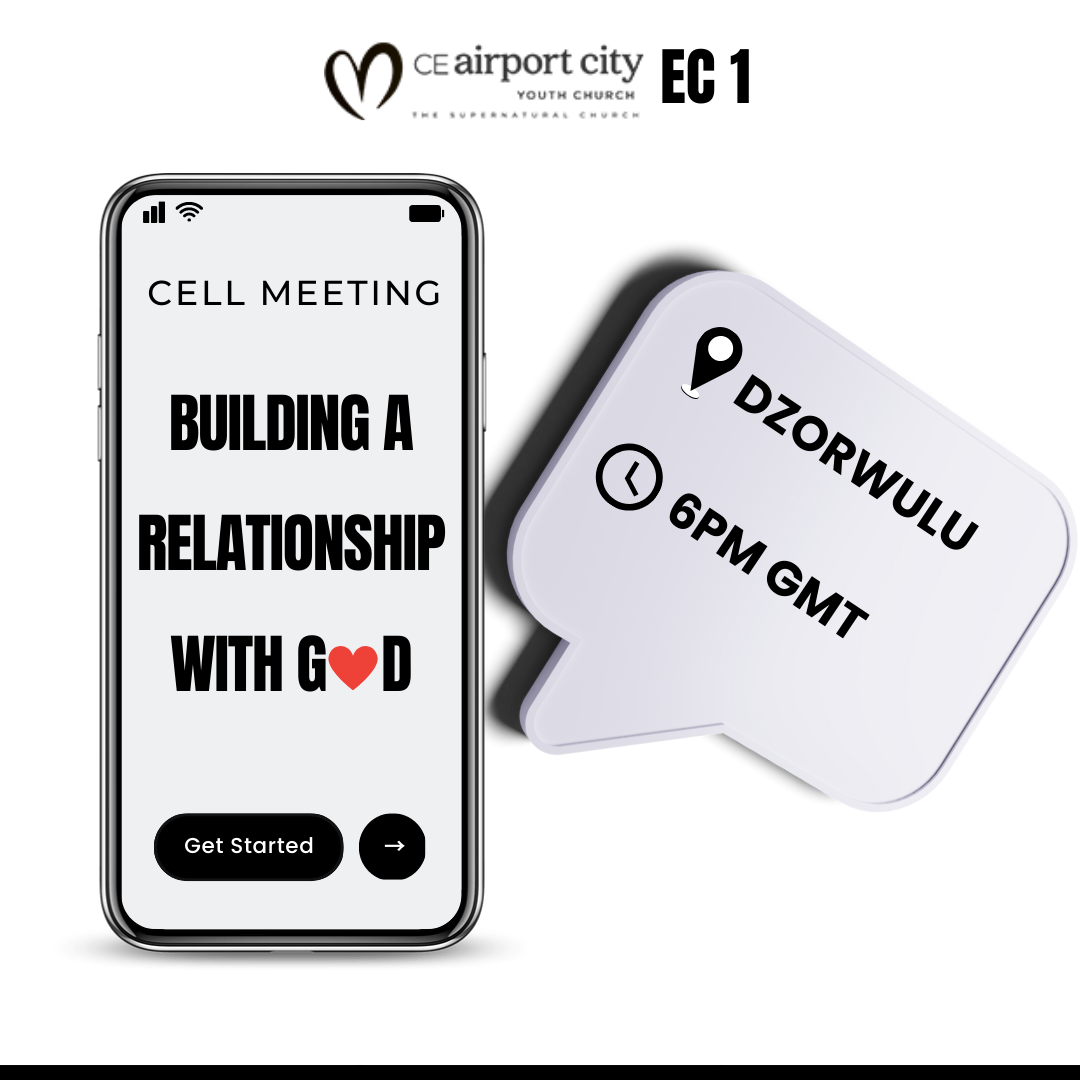 CE airport city EC 1
YOUTH CHURCH
THE SUPERNATURAL CHURCH
CELL MEETING
BUILDING A
RELATIONSHIP
WITH G❤D
Get Started →
DZORWULU
6PM GMT